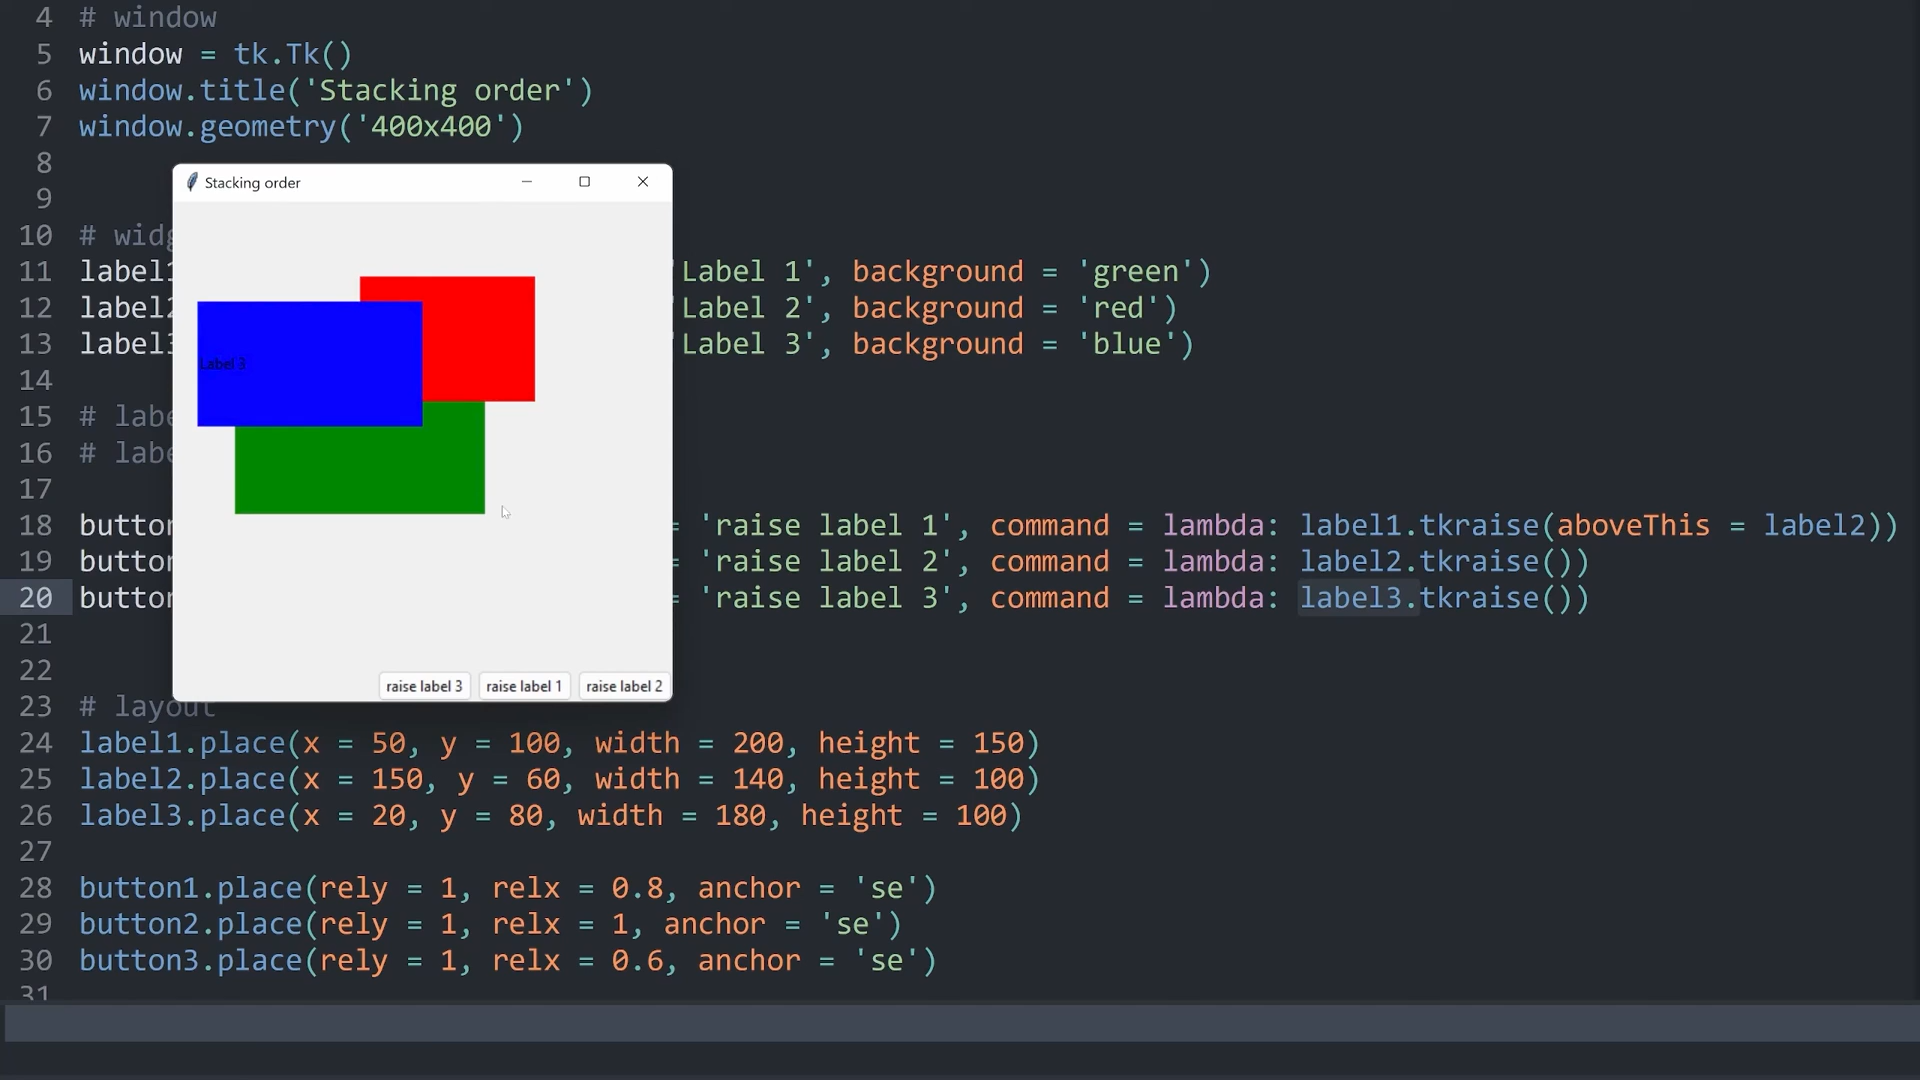 4 # window
5 window = tk.Tk()
6 window.title('Stacking order')
7 window.geometry('400x400')
8
Stacking order
9
10 # widg
11 label1 'Label 1', background = 'green')
12 label2 'Label 2', background = 'red')
13 label3 'Label 3', background = 'blue')
Label 3
14
15 # labe
16 # labe
17
18 button = 'raise label 1', command = lambda: label1.tkraise(aboveThis = label2))
19 button = 'raise label 2', command = lambda: label2.tkraise())
20 button = 'raise label 3', command = lambda: label3.tkraise())
21
22
raise label 3 raise label 1 raise label 2
23 # layout
24 label1.place(x = 50, y = 100, width = 200, height = 150)
25 label2.place(x = 150, y = 60, width = 140, height = 100)
26 label3.place(x = 20, y = 80, width = 180, height = 100)
27
28 button1.place(rely = 1, relx = 0.8, anchor = 'se')
29 button2.place(rely = 1, relx = 1, anchor = 'se')
30 button3.place(rely = 1, relx = 0.6, anchor = 'se')
31